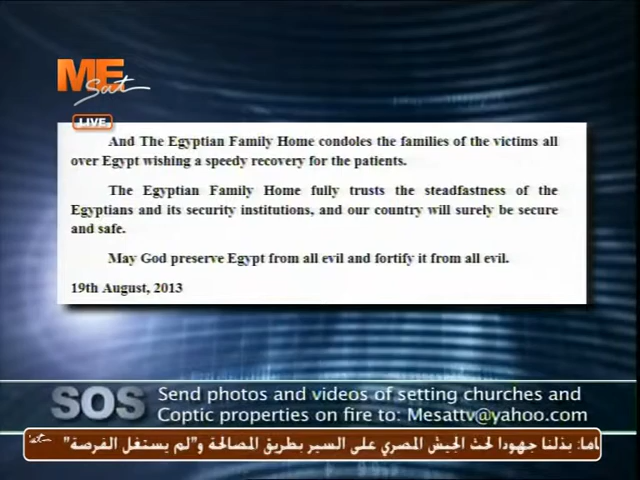 ME
Sat
LIVE
And The Egyptian Family Home condoles the families of the victims all
over Egypt wishing a speedy recovery for the patients.
The Egyptian Family Home fully trusts the steadfastness of the
Egyptians and its security institutions, and our country will surely be secure
and safe.
May God preserve Egypt from all evil and fortify it from all evil.
19th August, 2013
SOS
Send photos and videos of setting churches and
Coptic properties on fire to: Mesattv@yahoo.com
اما: بذلنا جهودا لحث الجيش المصري على السير بطريق المصالحة و"لم يستغل الفرصة"